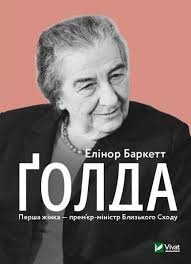 Елінор Баркетт
ҐОЛДА
Перша жінка — прем'єр-міністр Близького Сходу
Vivat